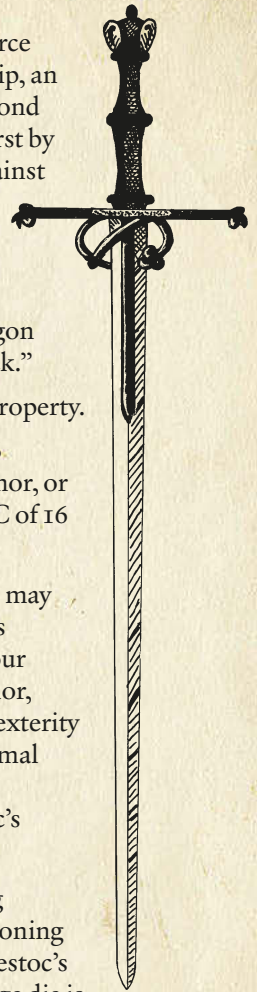 rce
ip, an
ond
rst by
ainst
gon
k.”
roperty.
nor, or
C of 16
may
s
our
or,
exterity
mal
c’s
g
oning
estoc’s
ge die is